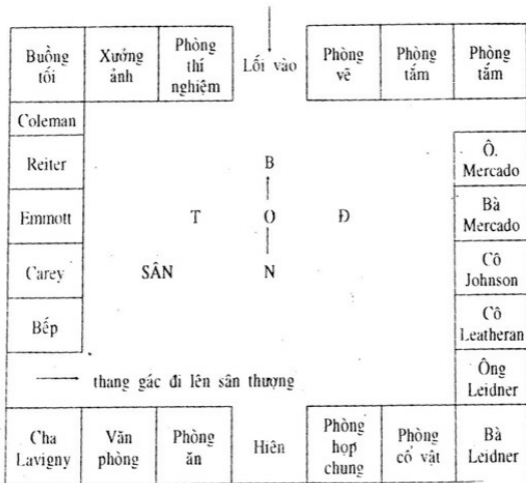 Buồng
tối
Xưởng
ảnh
Phòng
thí
nghiệm
Lối vào
Phòng
vẽ
Phòng
tắm
Phòng
tắm
Coleman
Reiter
Emmott
Carey
Bếp
B
T
O
Đ
SÂN
N
Ô.
Mercado
Bà
Mercado
Cô
Johnson
Cô
Leatheran
Ông
Leidner
thang gác đi lên sân thượng
Cha
Lavigny
Văn
phòng
Phòng
ăn
Hiên
Phòng
họp
chung
Phòng
cổ vật
Bà
Leidner